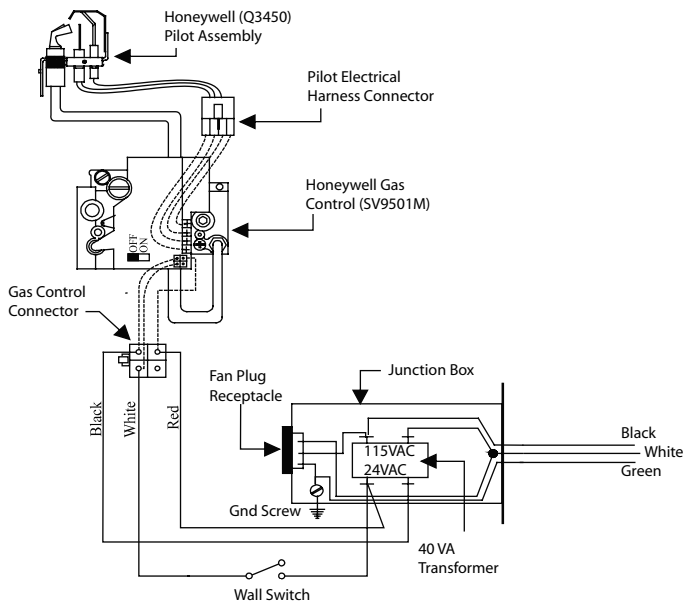 Honeywell (Q3450)
Pilot Assembly
Pilot Electrical
Harness Connector
Honeywell Gas
Control (SV9501M)
OFF
ON
Gas Control
Connector
Black
White
Red
Fan Plug
Receptacle
Junction Box
115VAC
24VAC
Black
White
Green
Gnd Screw
40 VA
Transformer
Wall Switch